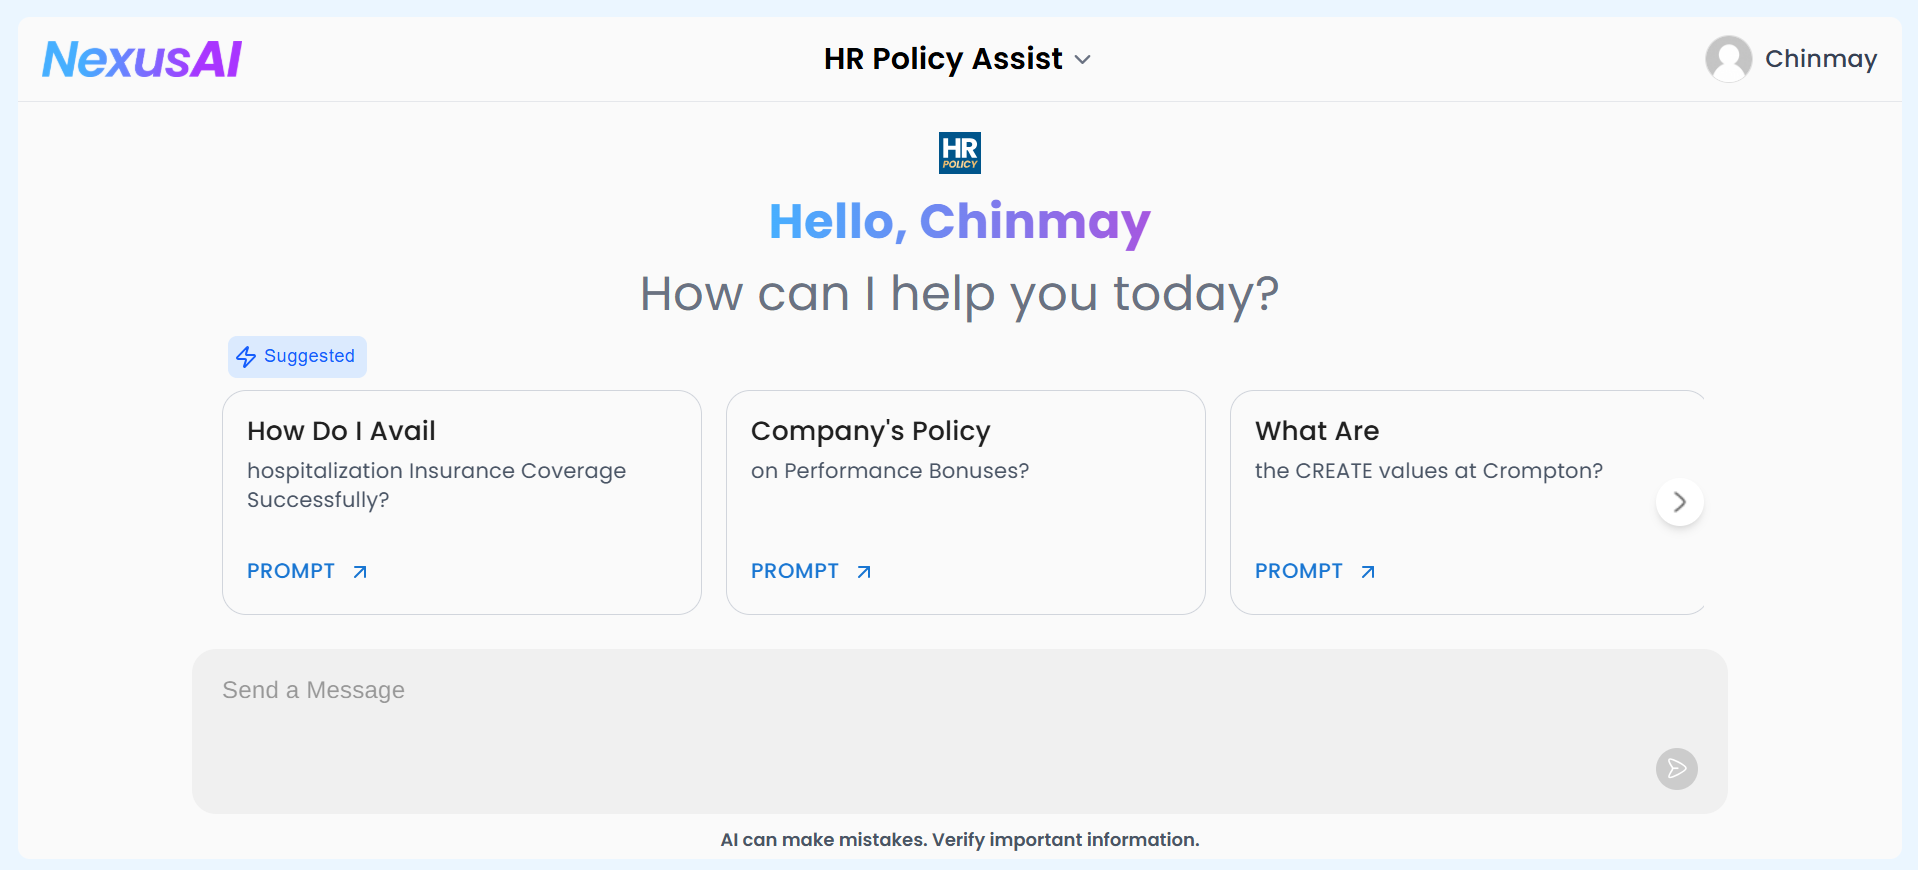 NexusAI
HR Policy Assist
Chinmay
HR
POLICY
Hello, Chinmay
How can I help you today?
Suggested
How Do I Avail
hospitalization Insurance Coverage
Successfully?
PROMPT
Company's Policy
on Performance Bonuses?
PROMPT
What Are
the CREATE values at Crompton?
PROMPT
Send a Message
AI can make mistakes. Verify important information.